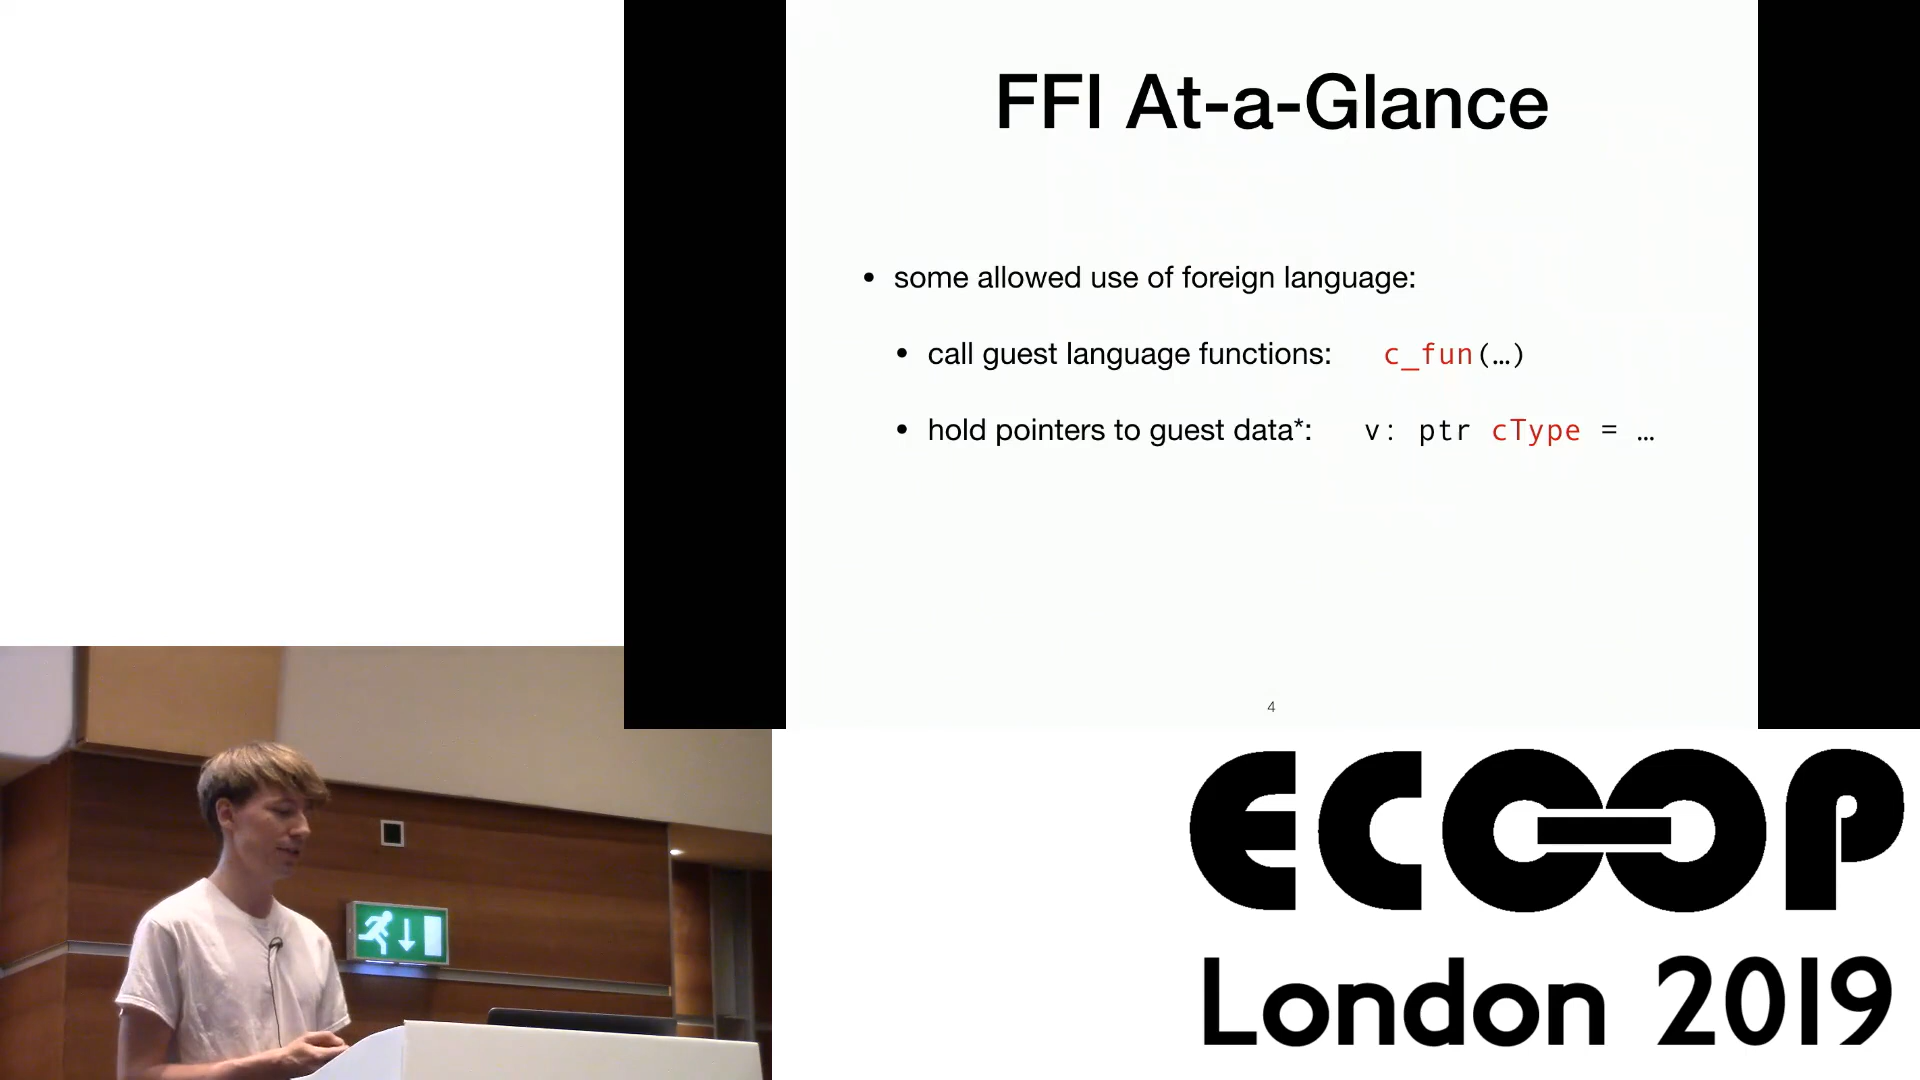 FFI At-a-Glance
• some allowed use of foreign language:
• call guest language functions: c_fun(…)
• hold pointers to guest data*: v: ptr cType = …
4
ECOOP
London 2019